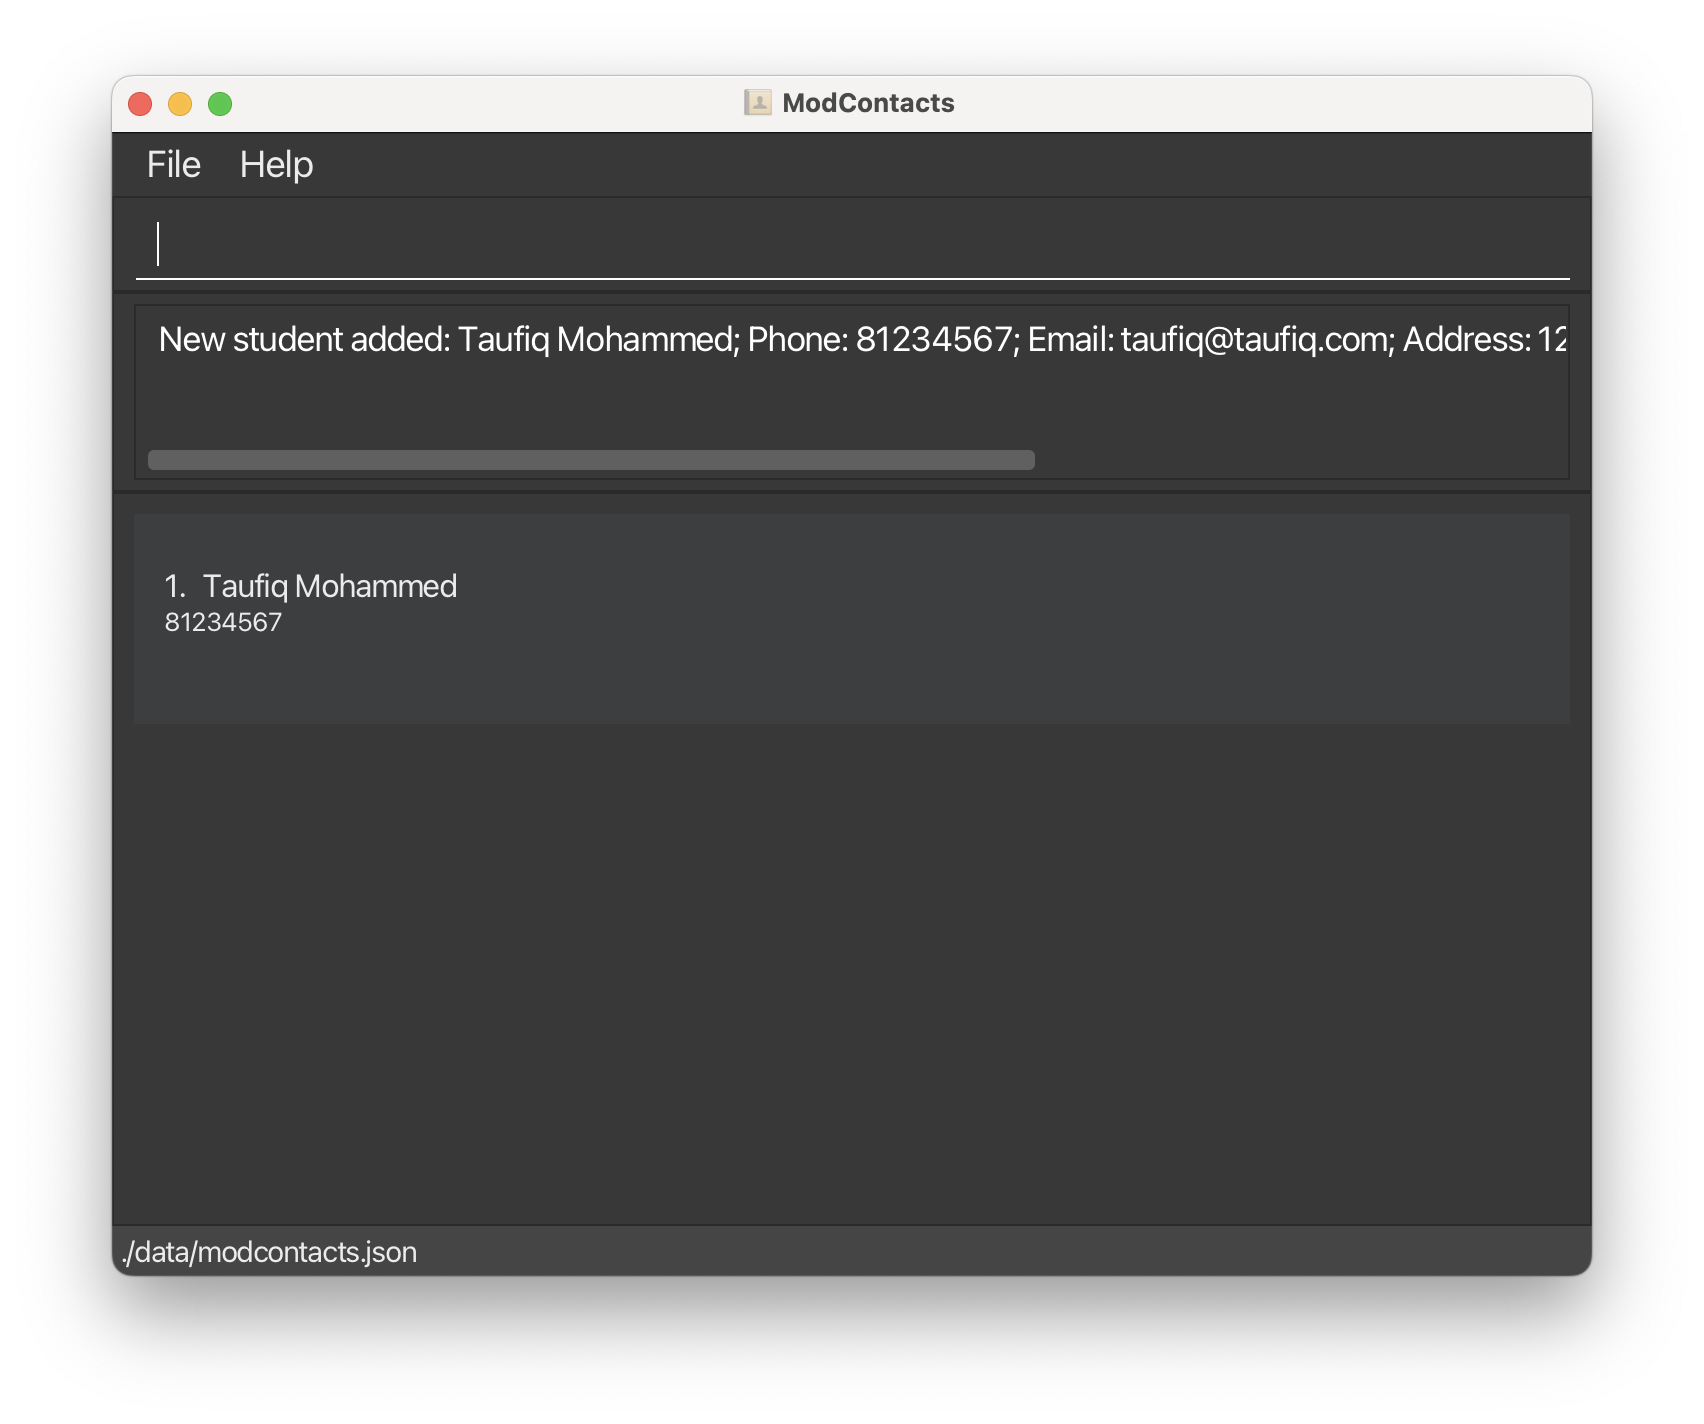 ModContacts
File Help
New student added: Taufiq Mohammed; Phone: 81234567; Email: taufiq@taufiq.com; Address: 12
1. Taufiq Mohammed
81234567
./data/modcontacts.json